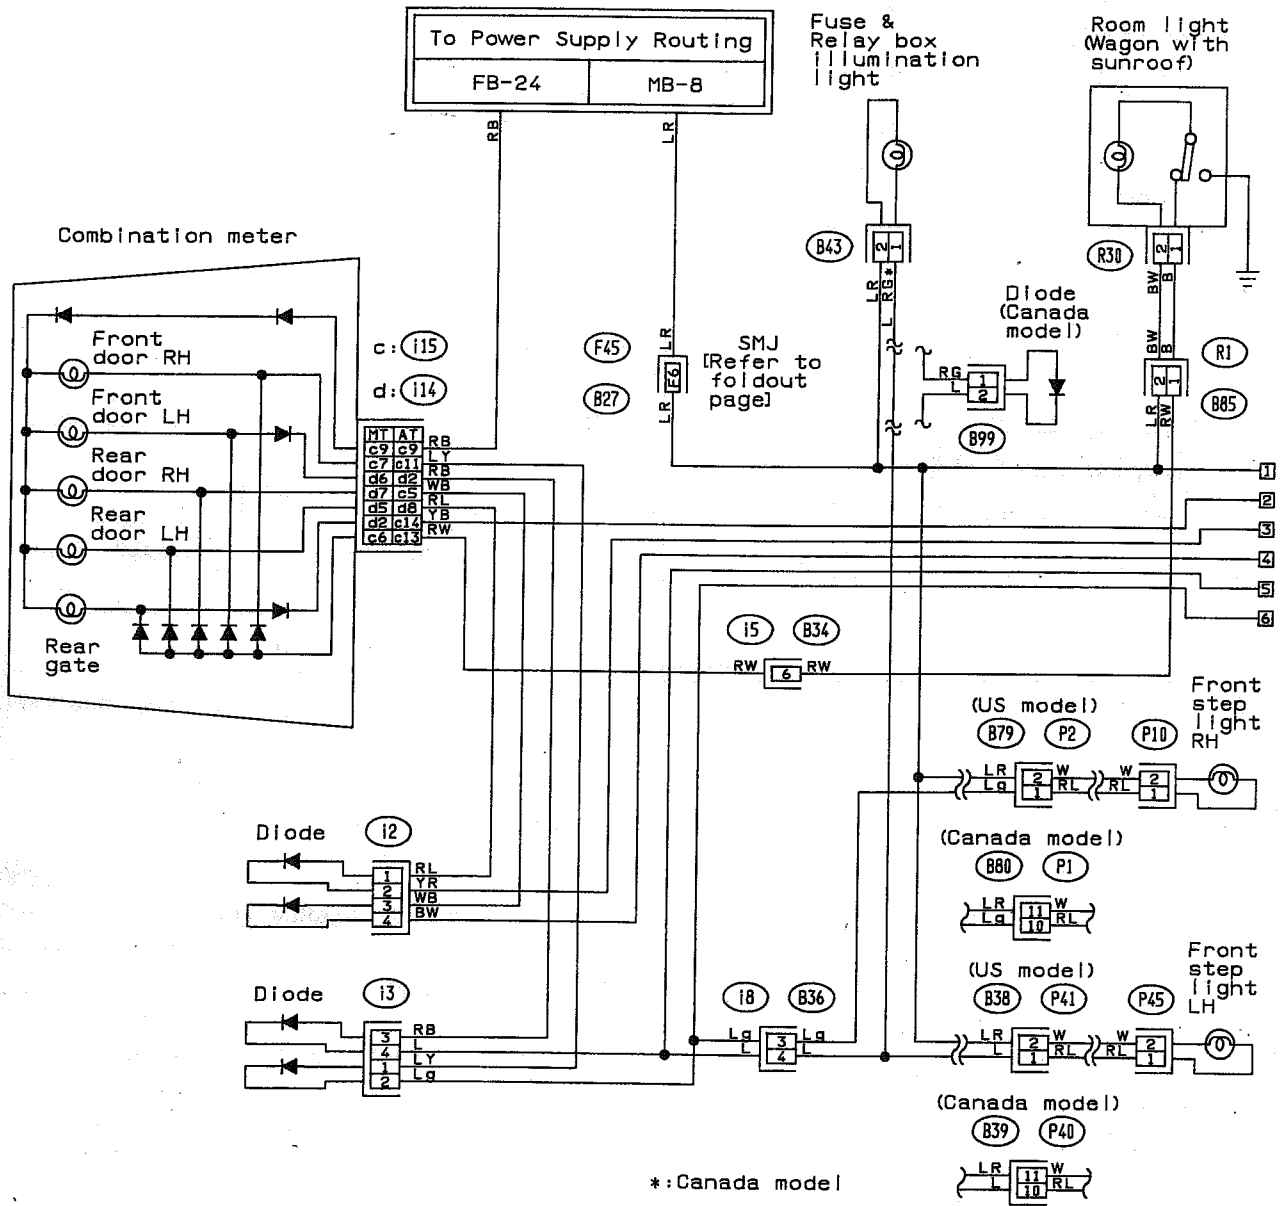 To Power Supply Routing
FB-24
MB-8
RB
LR
Fuse &
Relay box
illumination
light
Room light
(Wagon with
sunroof)
B43
2
1
LR
RG*
L
R30
2
1
BW
B
BW
B
R1
B85
2
1
LR
RW
Diode
(Canada
model)
RG
L
1
2
B99
Combination meter
Front
door RH
Front
door LH
Rear
door RH
Rear
door LH
Rear
gate
c: i15
d: i14
MT AT
c9 c9 RB
c7 c11 LY
d6 d2 RB
d7 c5 WB
d5 d8 RL
d2 c14 YB
c6 c13 RW
F45
B27
LR
F6
LR
SMJ
[Refer to
foldout
page]
1
2
3
4
5
6
i5
B34
RW
6
RW
(US model)
B79
P2
P10
Front
step
light
RH
LR 2 W
Lg 1 RL
W 2
RL 1
(Canada model)
B80
P1
LR 11 W
Lg 10 RL
Diode
i2
1 RL
2 YR
3 WB
4 BW
Diode
i3
3 RB
4 L
1 LY
2 Lg
i8
B36
Lg 3 Lg
L 4 L
(US model)
B38
P41
P45
Front
step
light
LH
LR 2 W
L 1 RL
W 2
RL 1
(Canada model)
B39
P40
LR 11 W
L 10 RL
*:Canada model